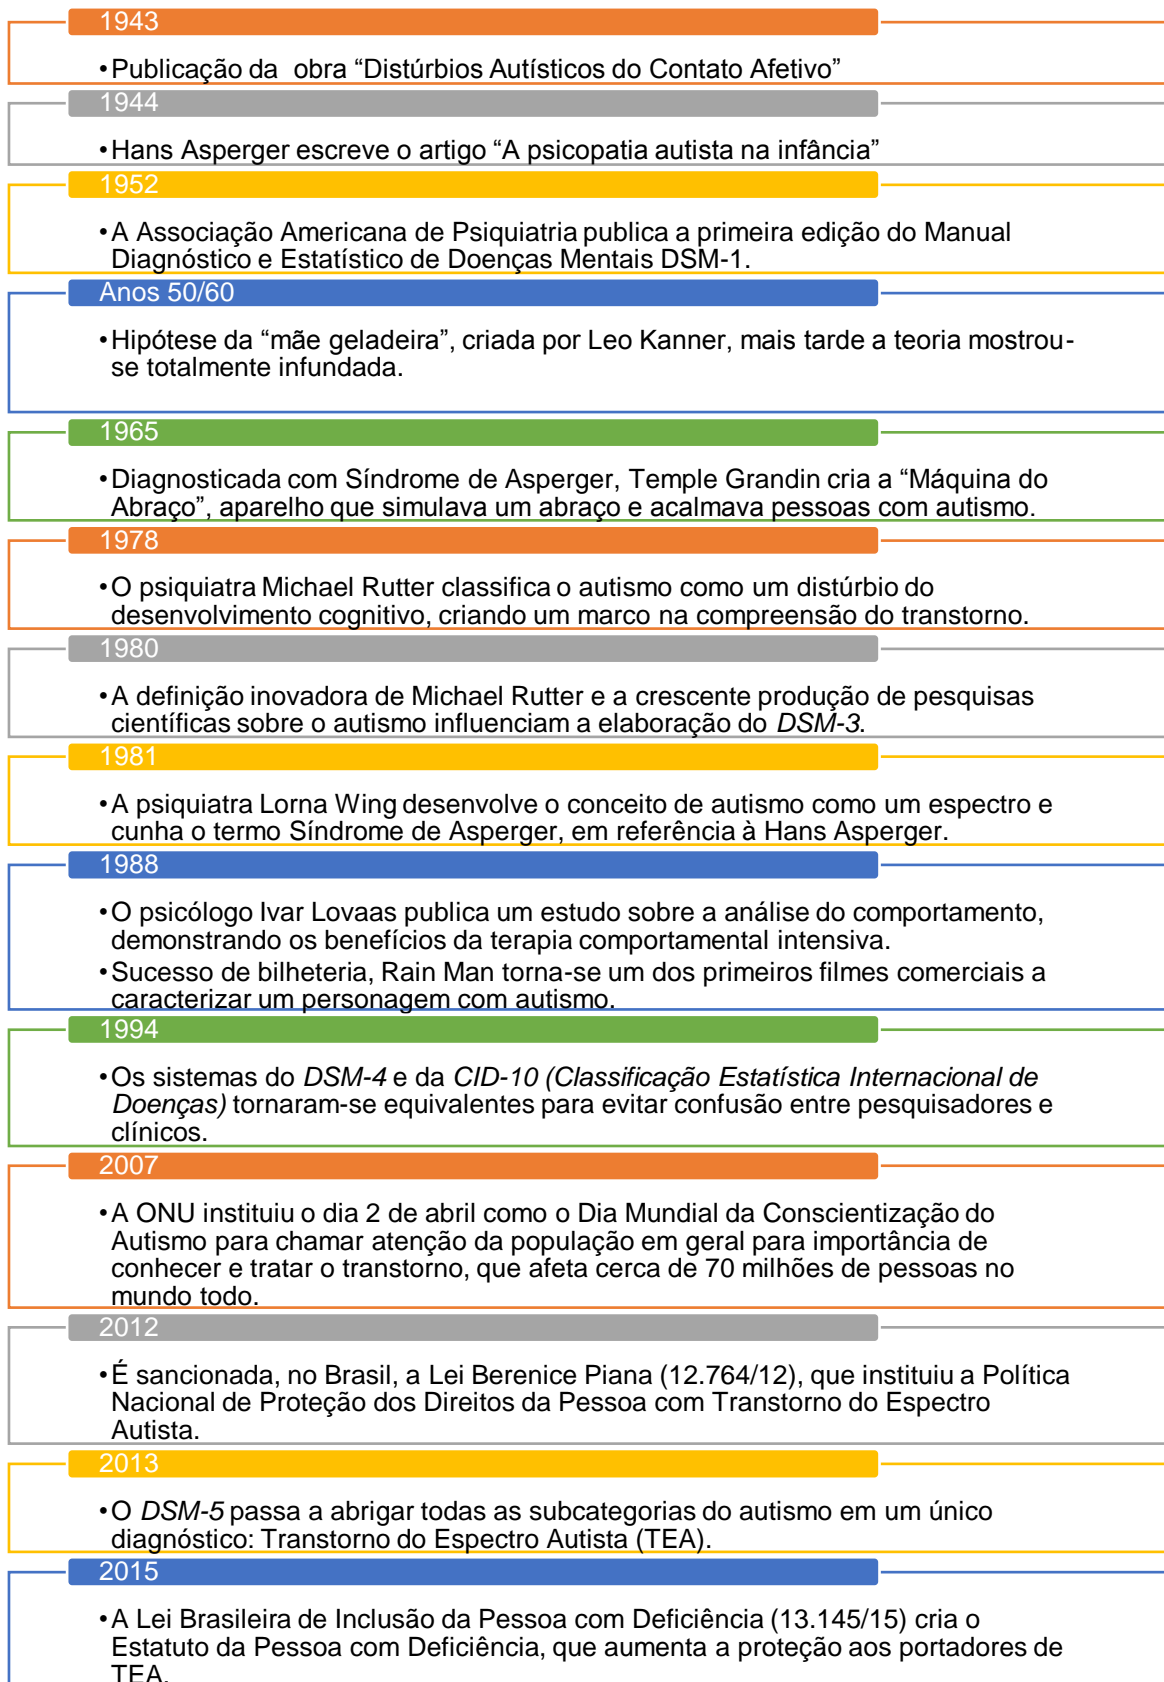 1943
•Publicação da obra “Distúrbios Autísticos do Contato Afetivo”
1944
•Hans Asperger escreve o artigo “A psicopatia autista na infância”
1952
•A Associação Americana de Psiquiatria publica a primeira edição do Manual
Diagnóstico e Estatístico de Doenças Mentais DSM-1.
Anos 50/60
•Hipótese da “mãe geladeira”, criada por Leo Kanner, mais tarde a teoria mostrou-
se totalmente infundada.
1965
•Diagnosticada com Síndrome de Asperger, Temple Grandin cria a “Máquina do
Abraço”, aparelho que simulava um abraço e acalmava pessoas com autismo.
1978
•O psiquiatra Michael Rutter classifica o autismo como um distúrbio do
desenvolvimento cognitivo, criando um marco na compreensão do transtorno.
1980
•A definição inovadora de Michael Rutter e a crescente produção de pesquisas
científicas sobre o autismo influenciam a elaboração do DSM-3.
1981
•A psiquiatra Lorna Wing desenvolve o conceito de autismo como um espectro e
cunha o termo Síndrome de Asperger, em referência à Hans Asperger.
1988
•O psicólogo Ivar Lovaas publica um estudo sobre a análise do comportamento,
demonstrando os benefícios da terapia comportamental intensiva.
•Sucesso de bilheteria, Rain Man torna-se um dos primeiros filmes comerciais a
caracterizar um personagem com autismo.
1994
•Os sistemas do DSM-4 e da CID-10 (Classificação Estatística Internacional de
Doenças) tornaram-se equivalentes para evitar confusão entre pesquisadores e
clínicos.
2007
•A ONU instituiu o dia 2 de abril como o Dia Mundial da Conscientização do
Autismo para chamar atenção da população em geral para importância de
conhecer e tratar o transtorno, que afeta cerca de 70 milhões de pessoas no
mundo todo.
2012
•É sancionada, no Brasil, a Lei Berenice Piana (12.764/12), que instituiu a Política
Nacional de Proteção dos Direitos da Pessoa com Transtorno do Espectro
Autista.
2013
•O DSM-5 passa a abrigar todas as subcategorias do autismo em um único
diagnóstico: Transtorno do Espectro Autista (TEA).
2015
•A Lei Brasileira de Inclusão da Pessoa com Deficiência (13.145/15) cria o
Estatuto da Pessoa com Deficiência, que aumenta a proteção aos portadores de
TEA.